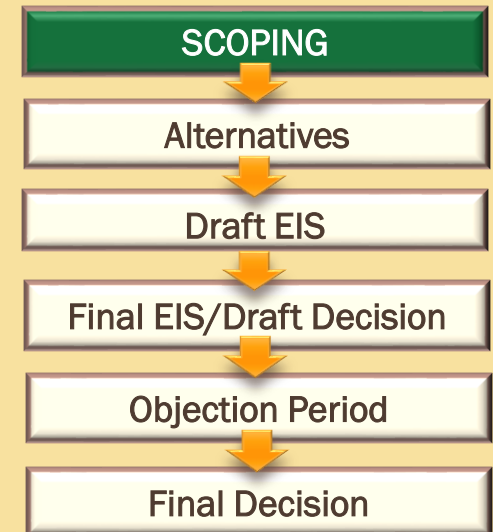 SCOPING
Alternatives
Draft EIS
Final EIS/Draft Decision
Objection Period
Final Decision